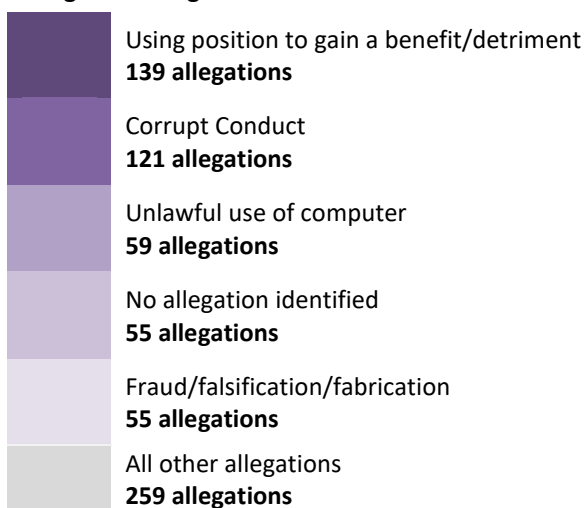 Using position to gain a benefit/detriment
139 allegations
Corrupt Conduct
121 allegations
Unlawful use of computer
59 allegations
No allegation identified
55 allegations
Fraud/falsification/fabrication
55 allegations
All other allegations
259 allegations